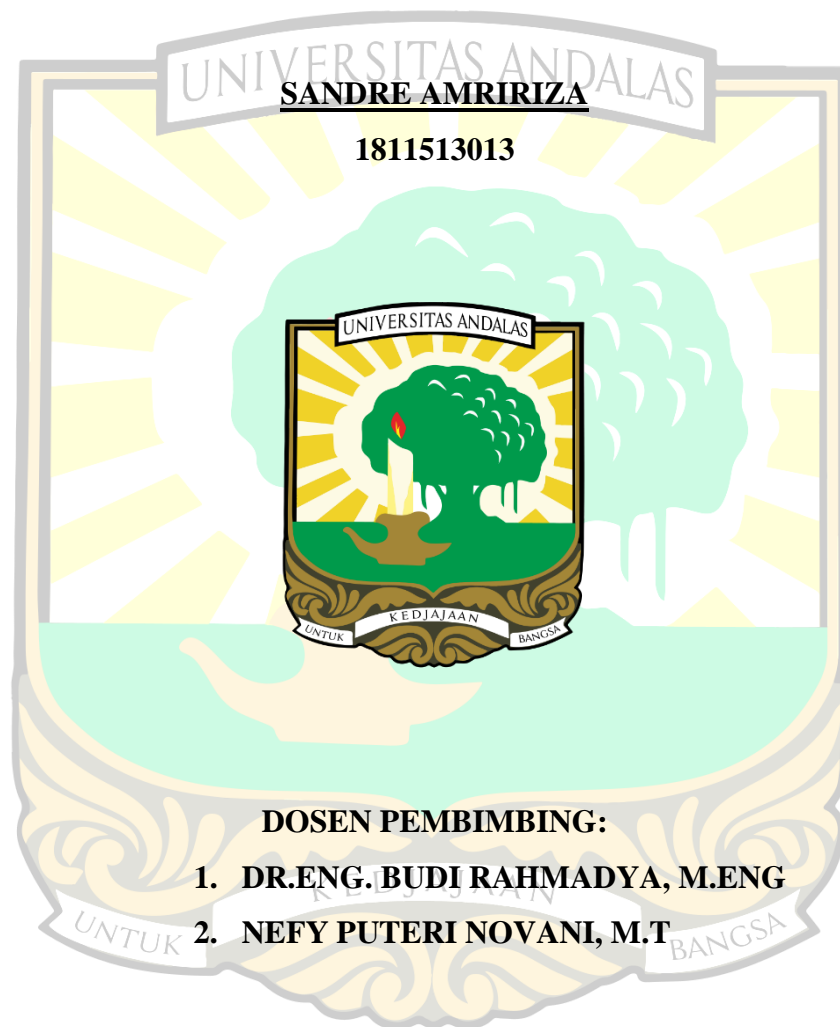 UNIVERSITAS ANDALAS
SANDRE AMRIRIZA
1811513013
UNIVERSITAS ANDALAS
UNTUK KEDJAJAAN BANGSA
DOSEN PEMBIMBING:
1. DR.ENG. BUDI RAHMADYA, M.ENG
2. NEFY PUTERI NOVANI, M.T
UNTUK KEDJAJAAN BANGSA